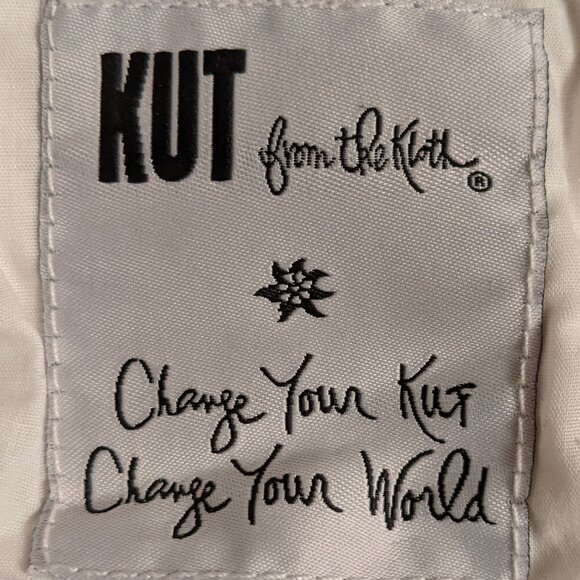 KUT from the Kloth®
Change Your Kut
Change Your World